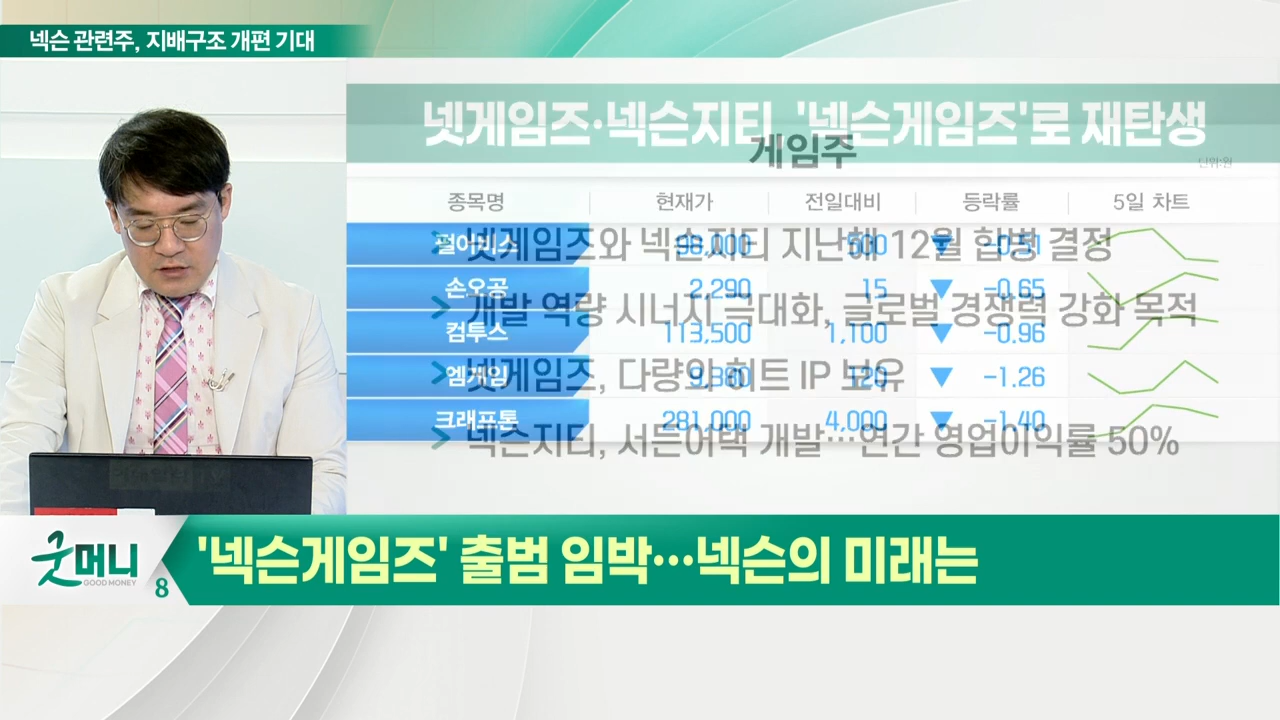 넥슨 관련주, 지배구조 개편 기대
넷게임즈·넥슨지티, '넥슨게임즈'로 재탄생
게임주
단위:원
종목명 현재가 전일대비 등락률 5일 차트
펄어비스 98,000 500 ▼ -0.51
넷게임즈와 넥슨지티 지난해 12월 합병 결정
손오공 2,290 15 ▼ -0.65
> 개발 역량 시너지 극대화, 글로벌 경쟁력 강화 목적
컴투스 113,500 1,100 ▼ -0.96
엠게임 120 ▼ -1.26
> 넷게임즈, 다량의 히트 IP 보유
크래프톤 281,000 4,000 ▼ -1.40
> 넥슨지티, 서든어택 개발…연간 영업이익률 50%
'넥슨게임즈' 출범 임박…넥슨의 미래는
굿머니
GOOD MONEY
8